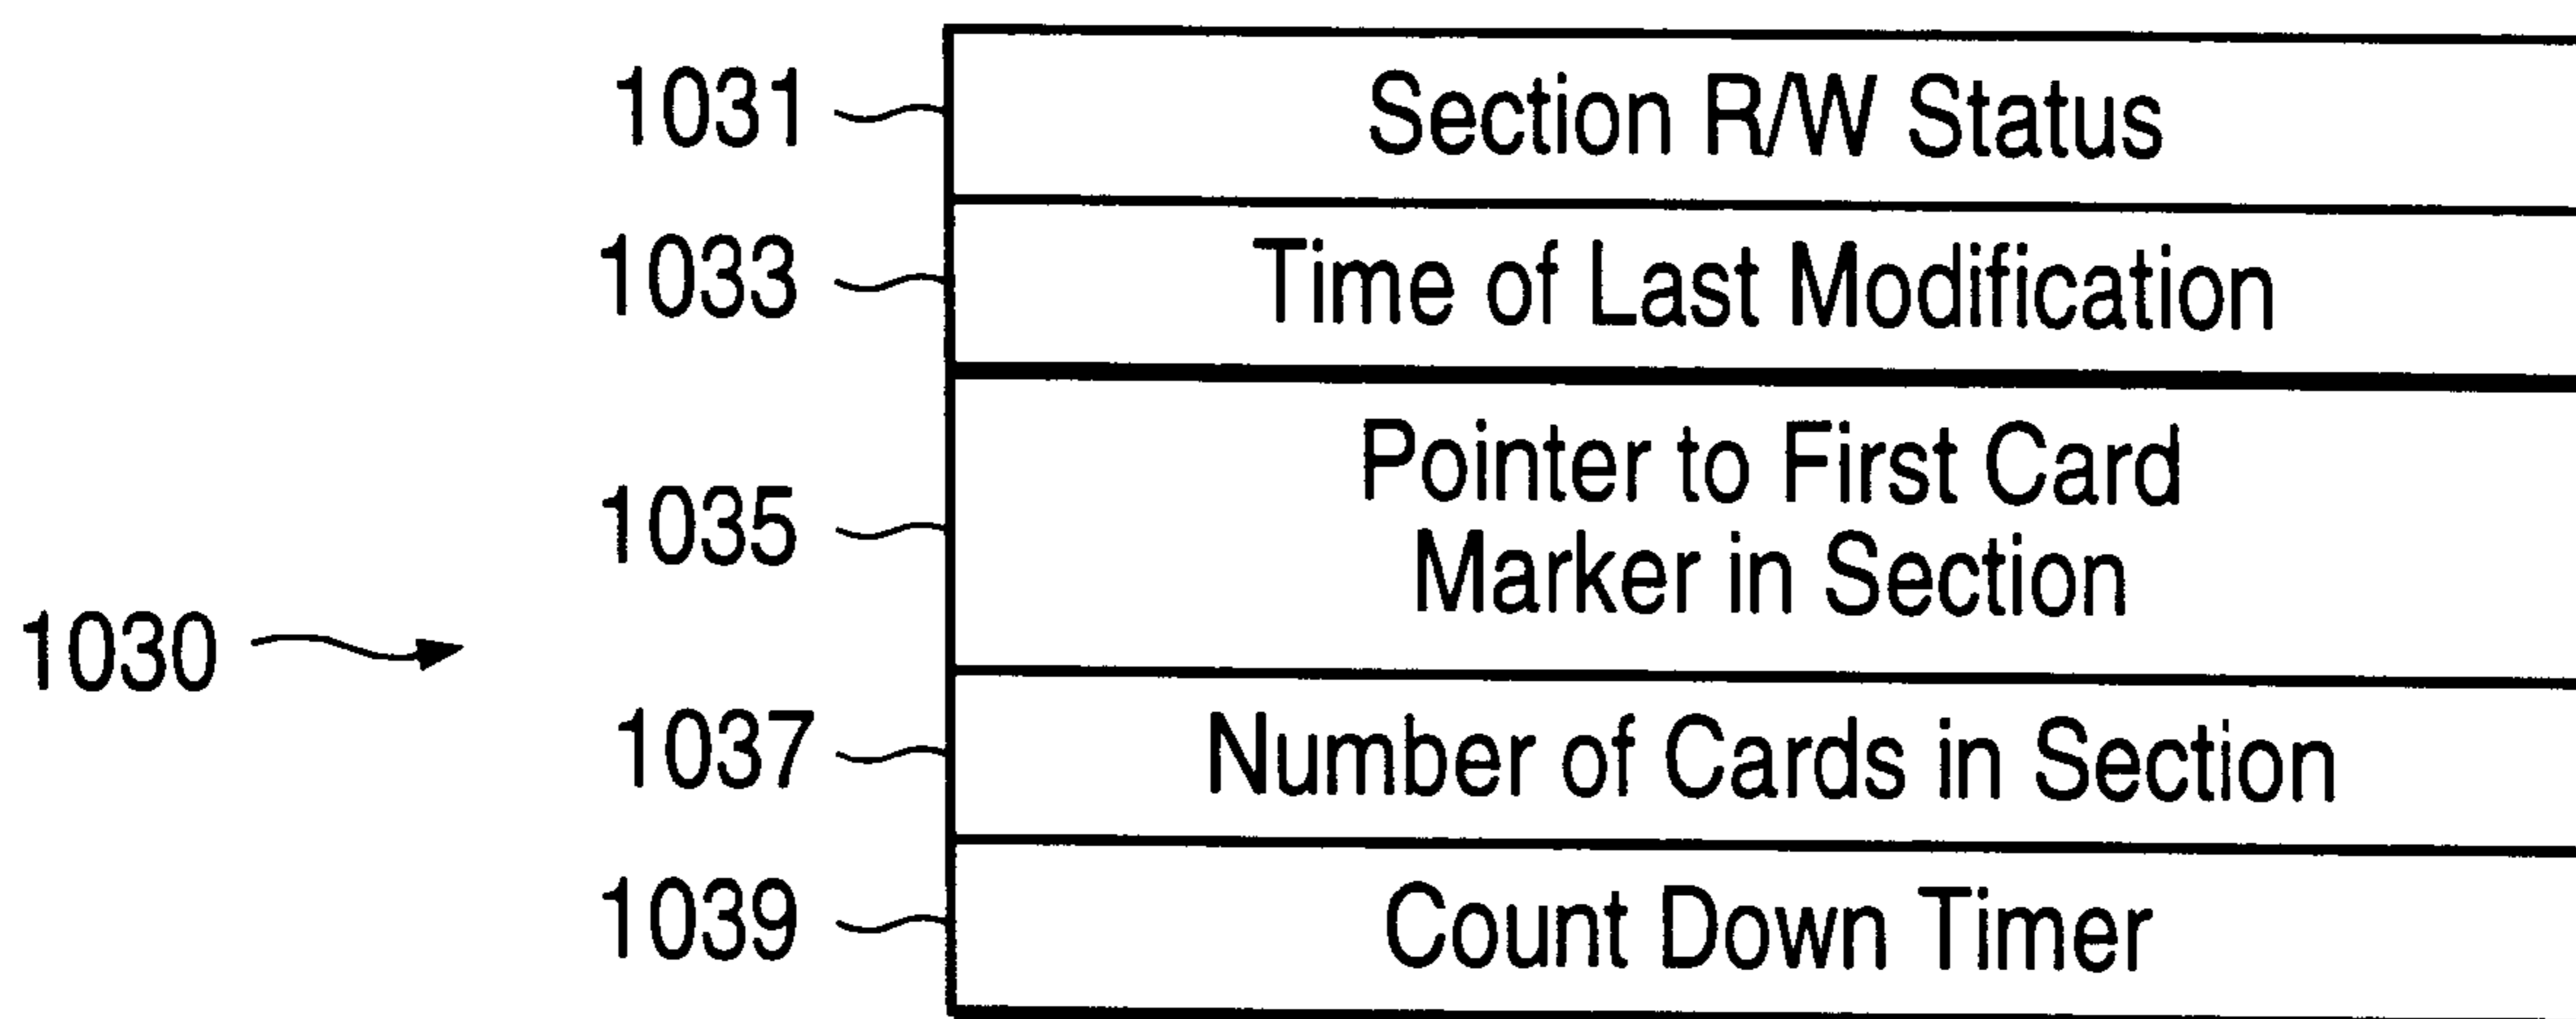 1031 Section R/W Status
1033 Time of Last Modification
Pointer to First Card
1035
Marker in Section
1030
1037 Number of Cards in Section
1039 Count Down Timer